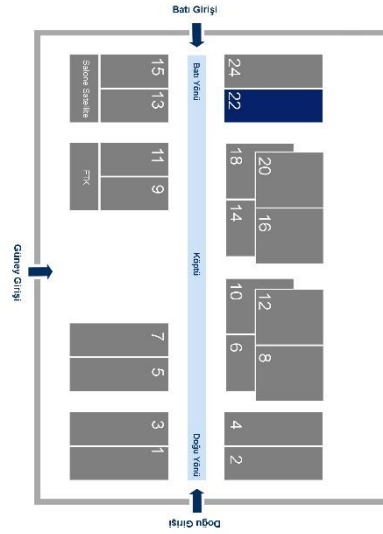 Batı Girişi
Batı Yönü
Salone Satellite
15
13
24
22
FTK
11
9
18
20
14
16
Güney Girişi
Köprü
10
12
6
8
7
5
3
1
4
2
Doğu Yönü
Doğu Girişi